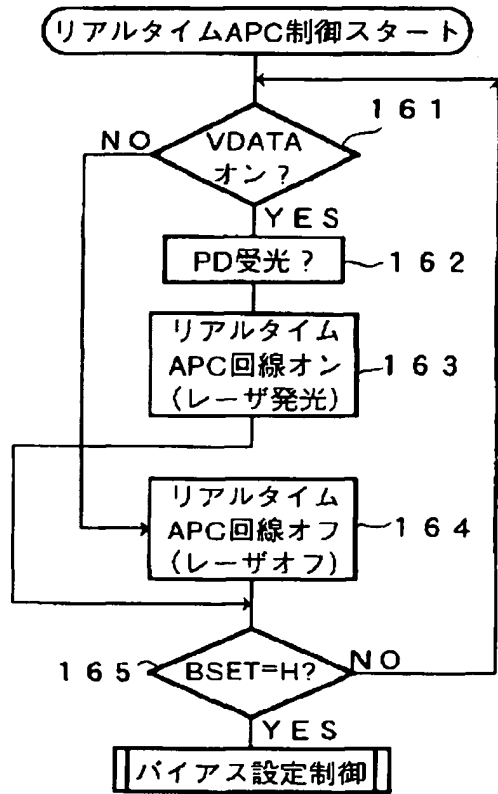 リアルタイムAPC制御スタート
161
NO
VDATA
オン?
YES
PD受光?
162
リアルタイム
APC回線オン
(レーザ発光)
163
リアルタイム
APC回線オフ
(レーザオフ)
164
165
BSET=H?
NO
YES
バイアス設定制御